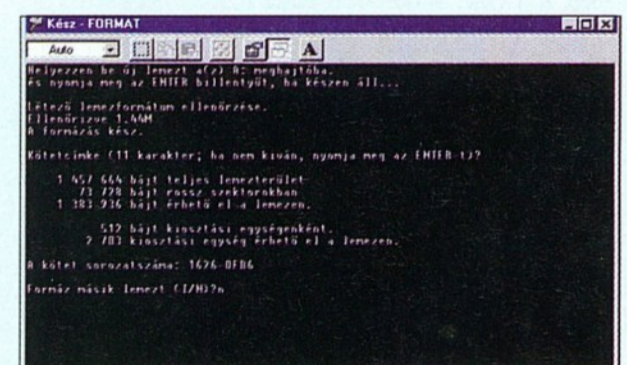 Kész - FORMAT
Auto
A
Helyezzen be új lemezt a(z) A: meghajtóba.
és nyomja meg az ENTER billentyűt, ha készen áll...
Létező lemezformátum ellenőrzése.
Ellenőrizve 1.44M
A formázás kész.
Kötetcímke (11 karakter; ha nem kíván, nyomja meg az ENTER-t)?
1 457 664 bájt teljes lemezterület
73 728 bájt rossz szektorokban
1 383 936 bájt érhető el a lemezen.
512 bájt kiosztási egységenként.
2 703 kiosztási egység érhető el a lemezen.
A kötet sorozatszáma: 1626-0FD6
Formáz másik lemezt (I/N)?n